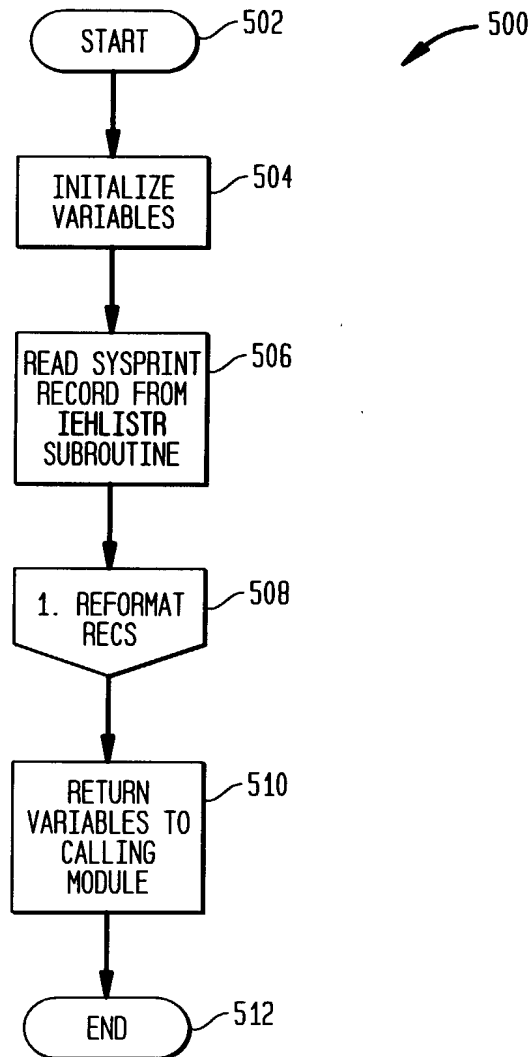 START
502
500
INITALIZE
VARIABLES
504
READ SYSPRINT
RECORD FROM
IEHLISTR
SUBROUTINE
506
1. REFORMAT
RECS
508
RETURN
VARIABLES TO
CALLING
MODULE
510
END
512